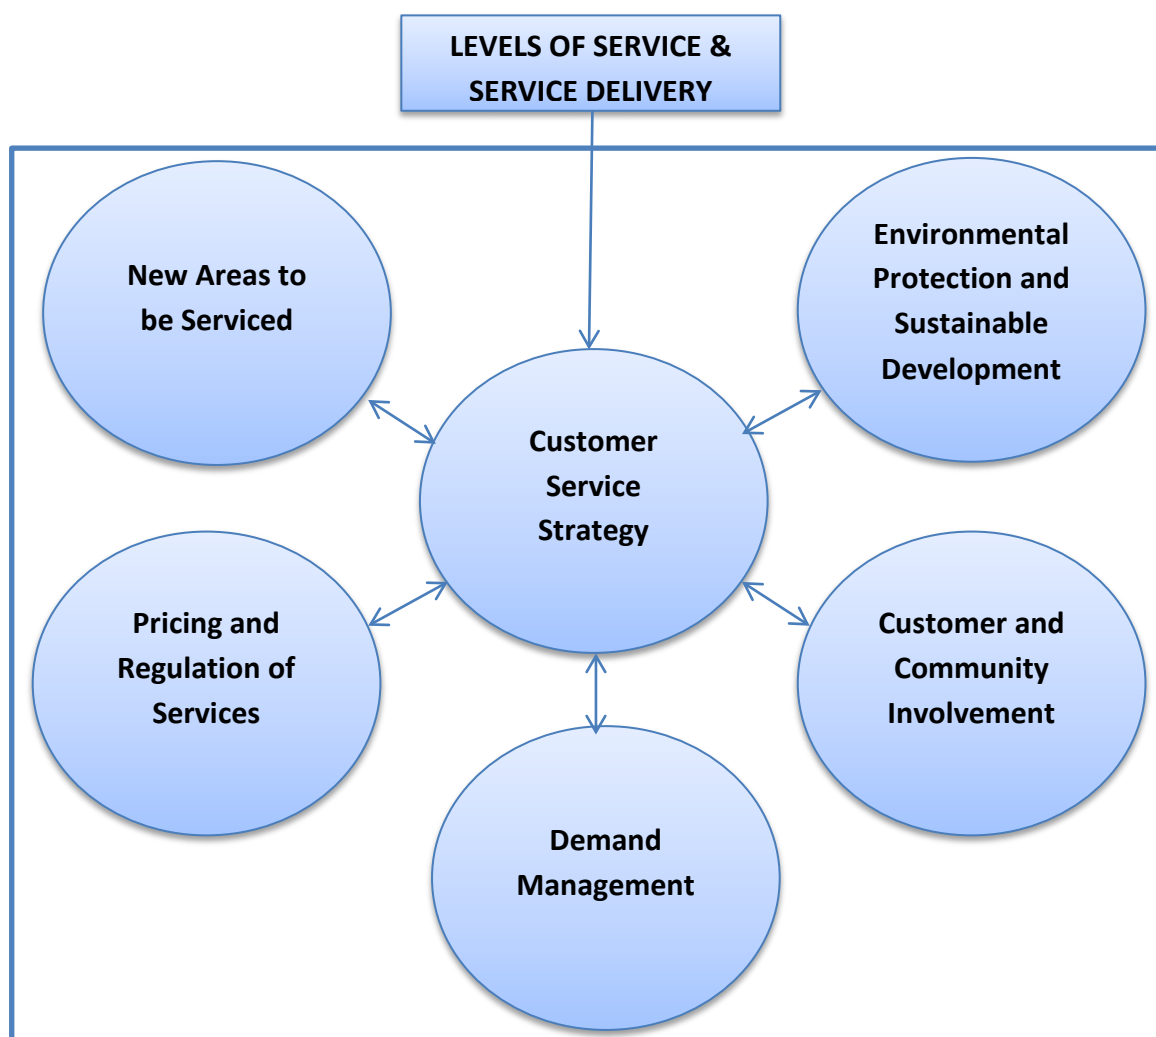 LEVELS OF SERVICE &
SERVICE DELIVERY
New Areas to
be Serviced
Environmental
Protection and
Sustainable
Development
Customer
Service
Strategy
Pricing and
Regulation of
Services
Customer and
Community
Involvement
Demand
Management